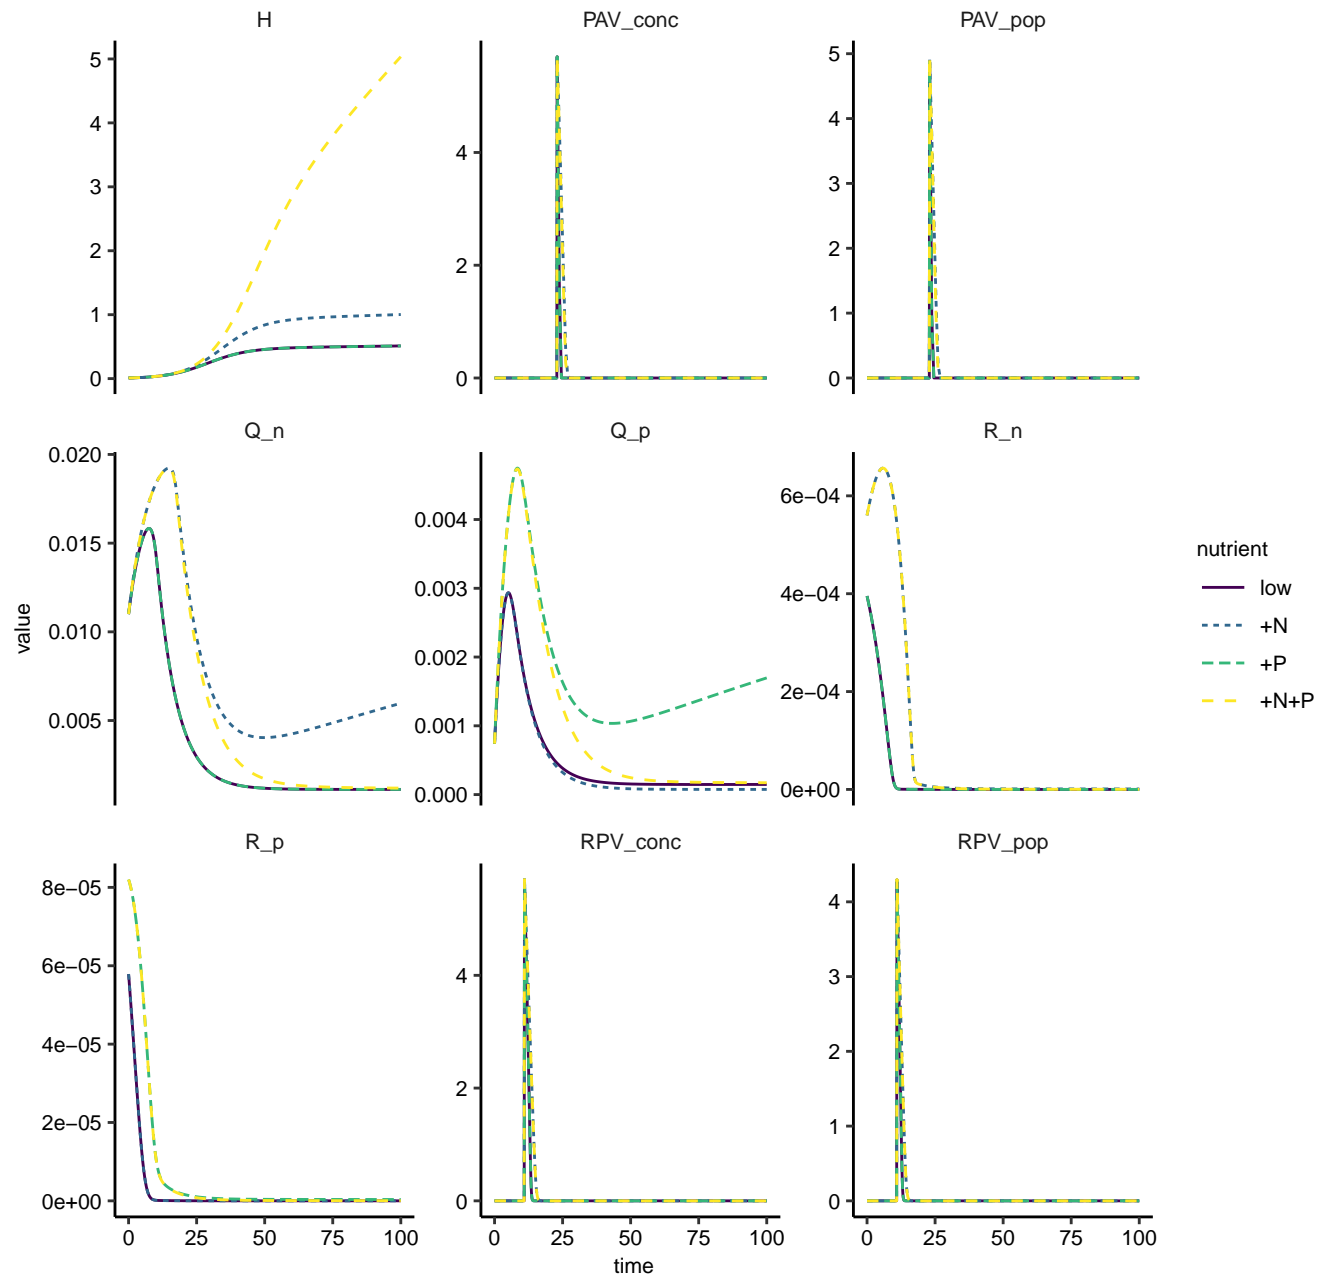 H
PAV_conc
PAV_pop
5
4
3
2
1
0
4
2
0
5
4
3
2
1
0
Q_n
Q_p
R_n
0.020
0.015
0.010
0.005
0.004
0.003
0.002
0.001
0.000
6e−04
4e−04
2e−04
0e+00
value
nutrient
low
+N
+P
+N+P
R_p
RPV_conc
RPV_pop
8e−05
6e−05
4e−05
2e−05
0e+00
4
2
0
4
3
2
1
0
0 25 50 75 100
0 25 50 75 100
0 25 50 75 100
time